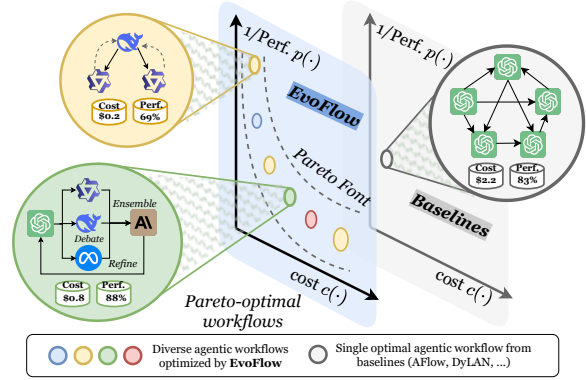 1/Perf. p(·)
1/Perf. p(·)
Cost
$0.2
Perf.
69%
EvoFlow
Pareto Font
Cost
$2.2
Perf.
83%
Baselines
Ensemble
Debate
Refine
Cost
$0.8
Perf.
88%
cost c(·)
cost c(·)
Pareto-optimal
workflows
Diverse agentic workflows
optimized by EvoFlow
Single optimal agentic workflow from
baselines (AFlow, DyLAN, ...)